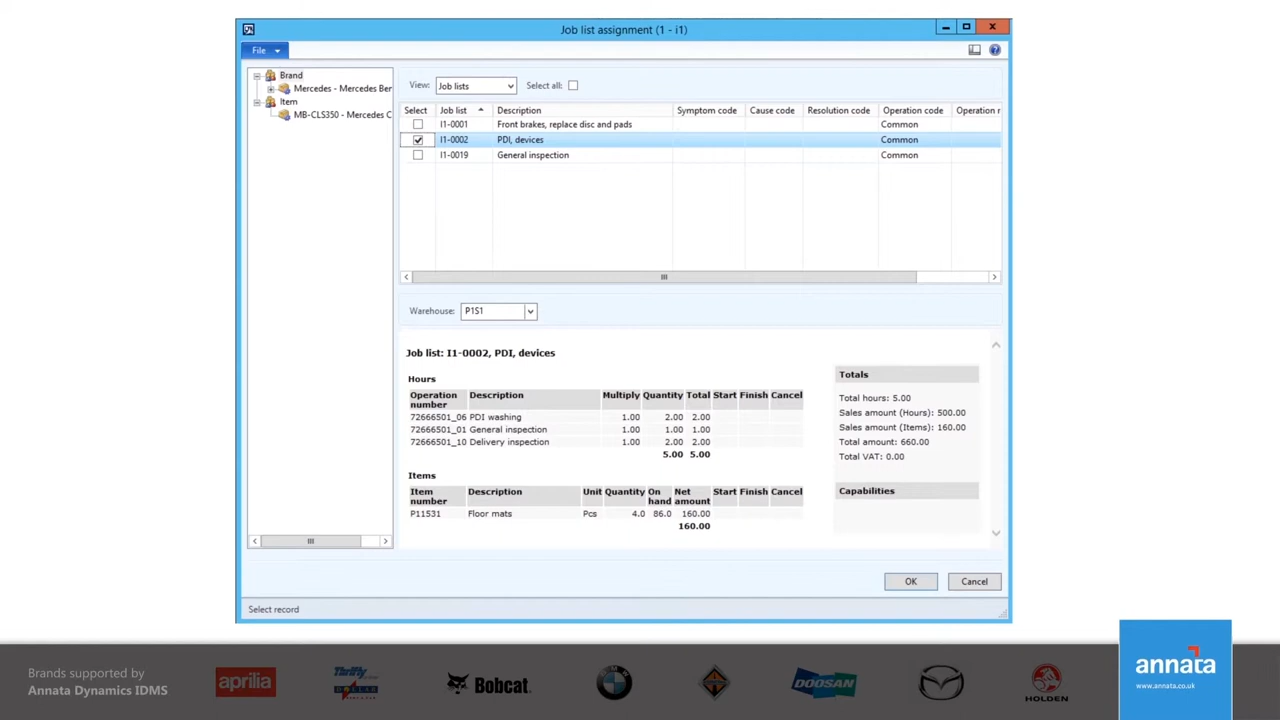 Job list assignment (1 - i1)
File
Brand
Mercedes - Mercedes Ber
Item
MB-CLS350 - Mercedes C
View: Job lists Select all:
Select Job list Description Symptom code Cause code Resolution code Operation code Operation r
I1-0001 Front brakes, replace disc and pads Common
I1-0002 PDI, devices Common
I1-0019 General inspection Common
Warehouse: P1S1
Job list: I1-0002, PDI, devices
Hours
Operation number Description Multiply Quantity Total Start Finish Cancel
72666501_06 PDI washing 1.00 2.00 2.00
72666501_01 General inspection 1.00 1.00 1.00
72666501_10 Delivery inspection 1.00 2.00 2.00
5.00 5.00
Items
Item number Description Unit Quantity On hand Net amount Start Finish Cancel
P11531 Floor mats Pcs 4.0 86.0 160.00
160.00
Totals
Total hours: 5.00
Sales amount (Hours): 500.00
Sales amount (Items): 160.00
Total amount: 660.00
Total VAT: 0.00
Capabilities
OK Cancel
Select record
Brands supported by
Annata Dynamics IDMS
aprilia
Thrifty
DOLLAR
Bobcat
BMW
DOOSAN
HOLDEN
annata
www.annata.co.uk